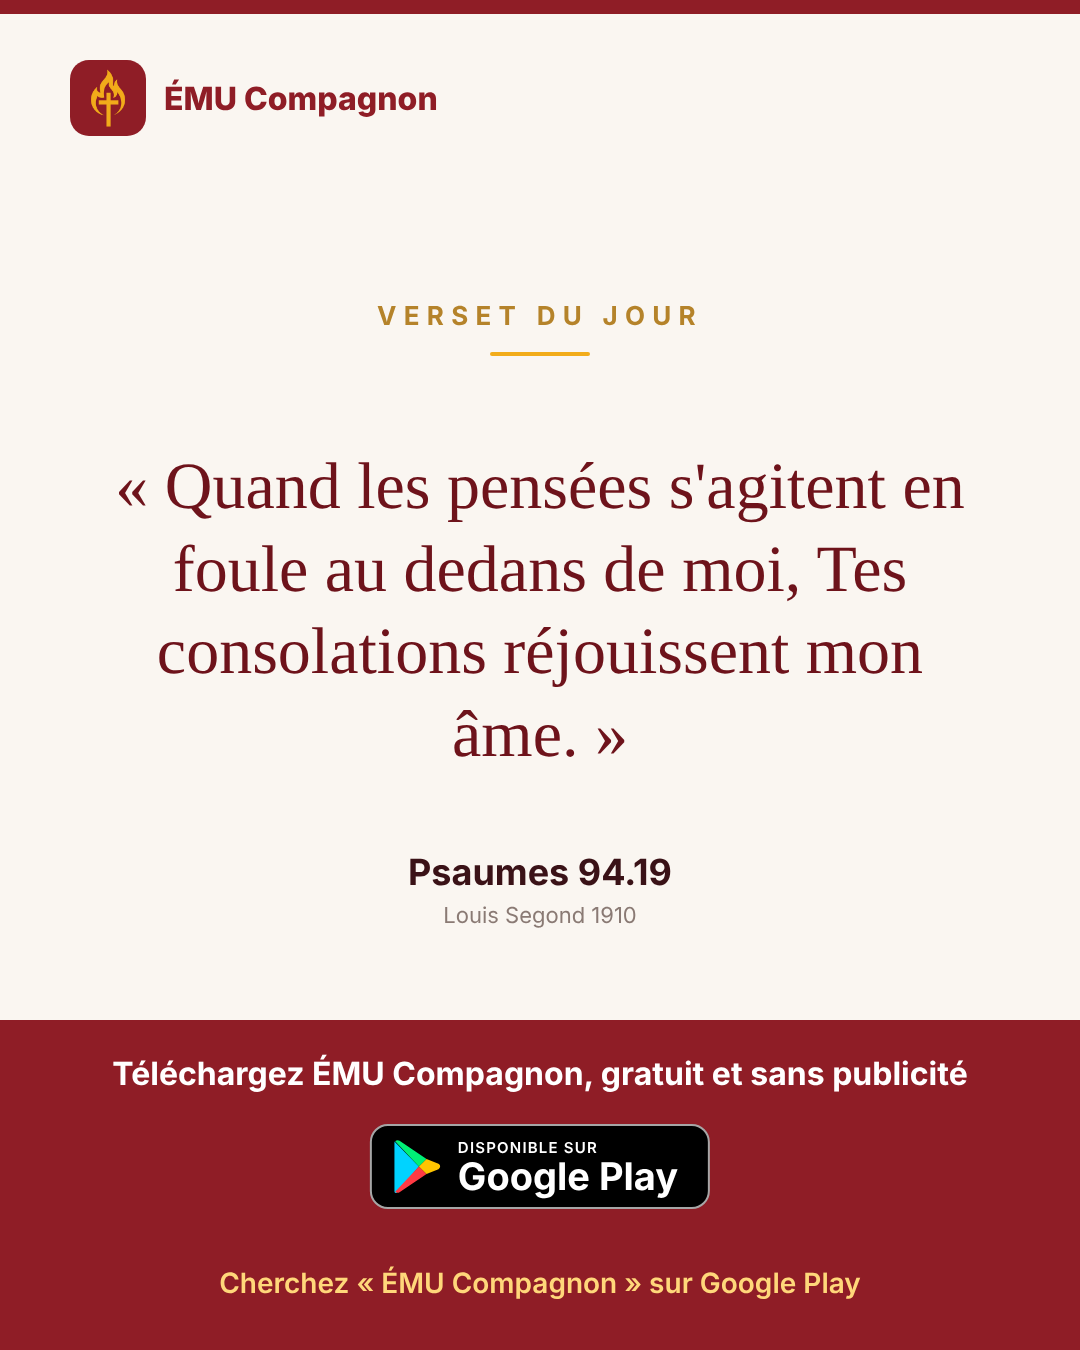 ÉMU Compagnon
VERSET DU JOUR
« Quand les pensées s'agitent en
foule au dedans de moi, Tes
consolations réjouissent mon
âme. »
Psaumes 94.19
Louis Segond 1910
Téléchargez ÉMU Compagnon, gratuit et sans publicité
DISPONIBLE SUR
Google Play
Cherchez « ÉMU Compagnon » sur Google Play